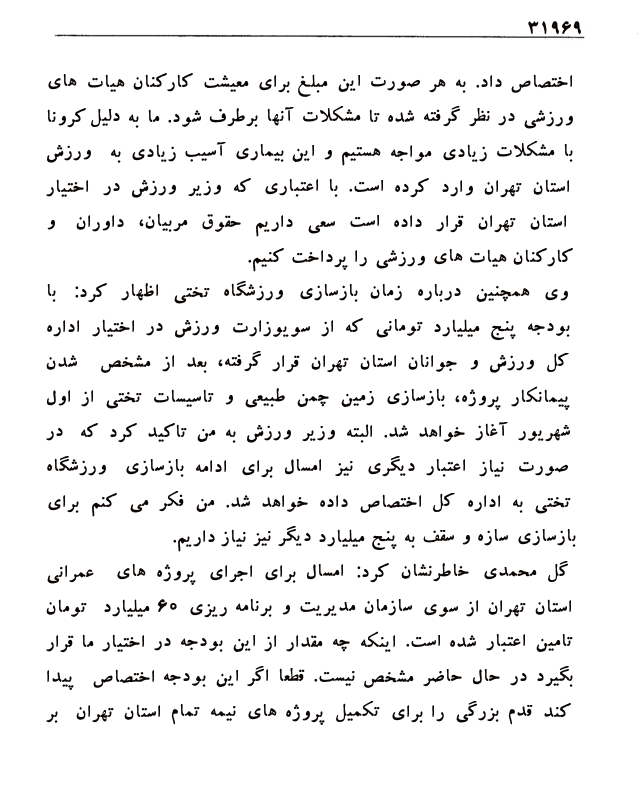 ۳۱۹۶۹
اختصاص داد. به هر صورت این مبلغ برای معیشت کارکنان هیات های
ورزشی در نظر گرفته شده تا مشکلات آنها برطرف شود. ما به دلیل کرونا
با مشکلات زیادی مواجه هستیم و این بیماری آسیب زیادی به ورزش
استان تهران وارد کرده است. با اعتباری که وزیر ورزش در اختیار
استان تهران قرار داده است سعی داریم حقوق مربیان، داوران و
کارکنان هیات های ورزشی را پرداخت کنیم.
وی همچنین درباره زمان بازسازی ورزشگاه تختی اظهار کرد: با
بودجه پنج میلیارد تومانی که از سویوزارت ورزش در اختیار اداره
کل ورزش و جوانان استان تهران قرار گرفته، بعد از مشخص شدن
پیمانکار پروژه، بازسازی زمین چمن طبیعی و تاسیسات تختی از اول
شهریور آغاز خواهد شد. البته وزیر ورزش به من تاکید کرد که در
صورت نیاز اعتبار دیگری نیز امسال برای ادامه بازسازی ورزشگاه
تختی به اداره کل اختصاص داده خواهد شد. من فکر می کنم برای
بازسازی سازه و سقف به پنج میلیارد دیگر نیز نیاز داریم.
گل محمدی خاطرنشان کرد: امسال برای اجرای پروژه های عمرانی
استان تهران از سوی سازمان مدیریت و برنامه ریزی ۶۰ میلیارد تومان
تامین اعتبار شده است. اینکه چه مقدار از این بودجه در اختیار ما قرار
بگیرد در حال حاضر مشخص نیست. قطعا اگر این بودجه اختصاص پیدا
کند قدم بزرگی را برای تکمیل پروژه های نیمه تمام استان تهران بر